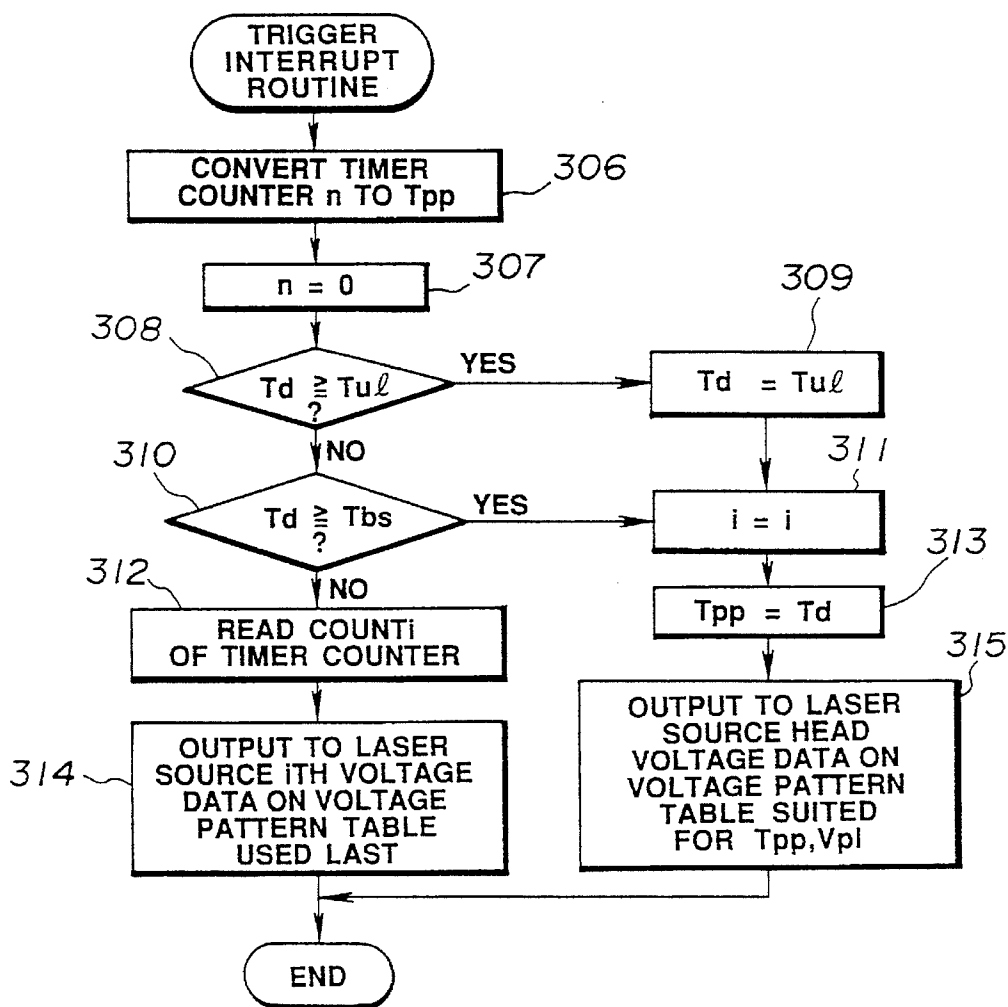 TRIGGER
INTERRUPT
ROUTINE
CONVERT TIMER
COUNTER n TO Tpp
306
n = 0
307
308
Td ≧ Tuℓ
?
YES
309
Td = Tuℓ
NO
310
Td ≧ Tbs
?
YES
311
i = i
NO
312
READ COUNTi
OF TIMER COUNTER
313
Tpp = Td
314
OUTPUT TO LASER
SOURCE iTH VOLTAGE
DATA ON VOLTAGE
PATTERN TABLE
USED LAST
315
OUTPUT TO LASER
SOURCE HEAD
VOLTAGE DATA ON
VOLTAGE PATTERN
TABLE SUITED
FOR Tpp,Vpl
END